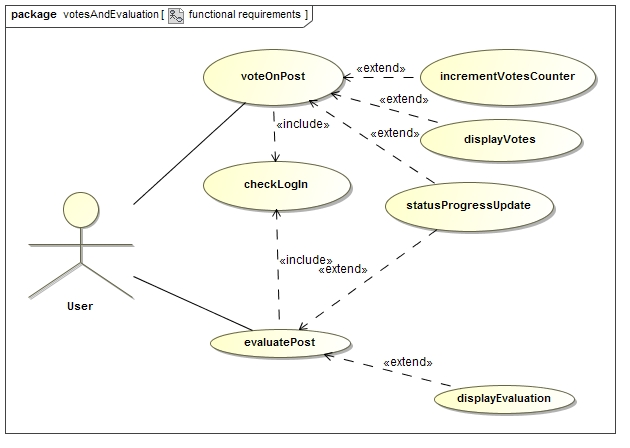 package votesAndEvaluation [ functional requirements ]
voteOnPost
«extend»
incrementVotesCounter
«extend»
«include»
«extend»
displayVotes
checkLogIn
statusProgressUpdate
«include»
«extend»
User
evaluatePost
«extend»
displayEvaluation